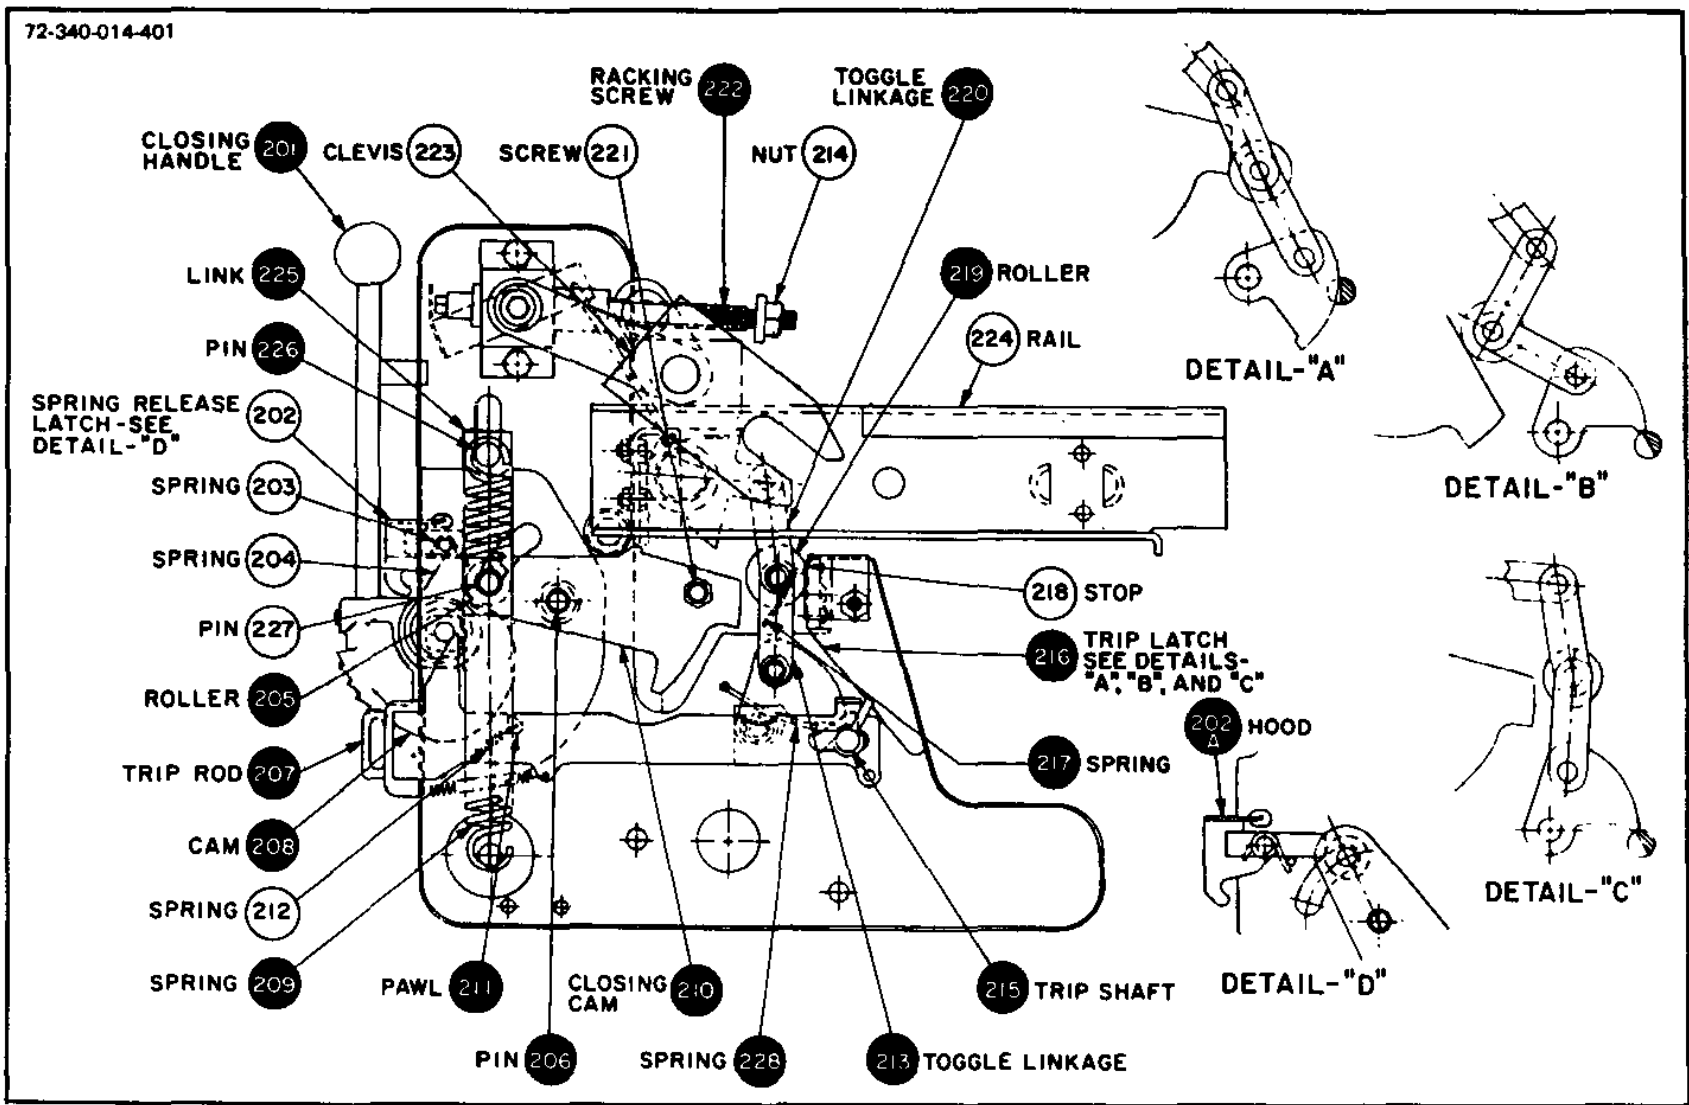 72-340-014-401
RACKING
SCREW 222
TOGGLE
LINKAGE 220
CLOSING
HANDLE 201
CLEVIS 223
SCREW 221
NUT 214
LINK 225
219 ROLLER
PIN 226
224 RAIL
DETAIL-"A"
SPRING RELEASE
LATCH-SEE
DETAIL-"D"
202
SPRING 203
DETAIL-"B"
SPRING 204
218 STOP
PIN 227
216 TRIP LATCH
SEE DETAILS-
"A", "B", AND "C"
ROLLER 205
202
A
HOOD
TRIP ROD 207
217 SPRING
CAM 208
DETAIL-"C"
SPRING 212
SPRING 209
PAWL 211
CLOSING
CAM 210
215 TRIP SHAFT
DETAIL-"D"
PIN 206
SPRING 228
213 TOGGLE LINKAGE